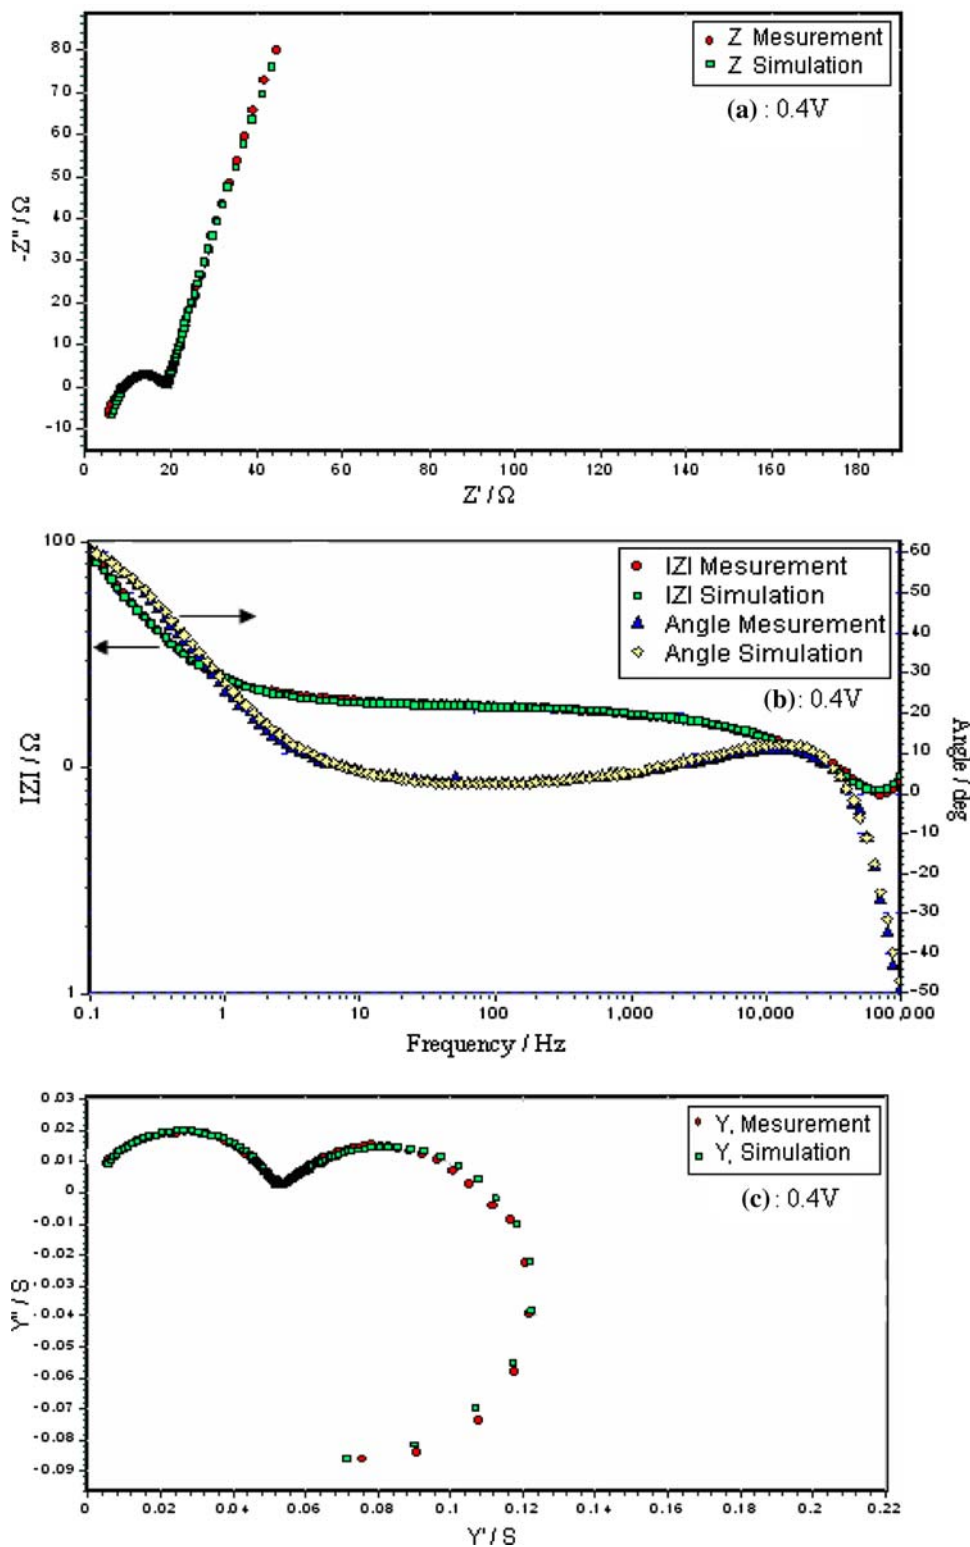 Z Mesurement
Z Simulation
(a) : 0.4V
80
70
60
50
40
30
20
10
0
-10
-Z"/ Ω
0 20 40 60 80 100 120 140 160 180
Z' / Ω
IZI Mesurement
IZI Simulation
Angle Measurement
Angle Simulation
(b): 0.4V
100
0
1
IZI / Ω
60
50
40
30
20
10
0
-10
-20
-30
-40
-50
Angle / deg
0.1 1 10 100 1,000 10,000 100,000
Frequency / Hz
Y, Mesurement
Y, Simulation
(c): 0.4V
0.03
0.02
0.01
0
-0.01
-0.02
-0.03
-0.04
-0.05
-0.06
-0.07
-0.08
-0.09
Y" / S
0 0.02 0.04 0.06 0.08 0.1 0.12 0.14 0.16 0.18 0.2 0.22
Y' / S